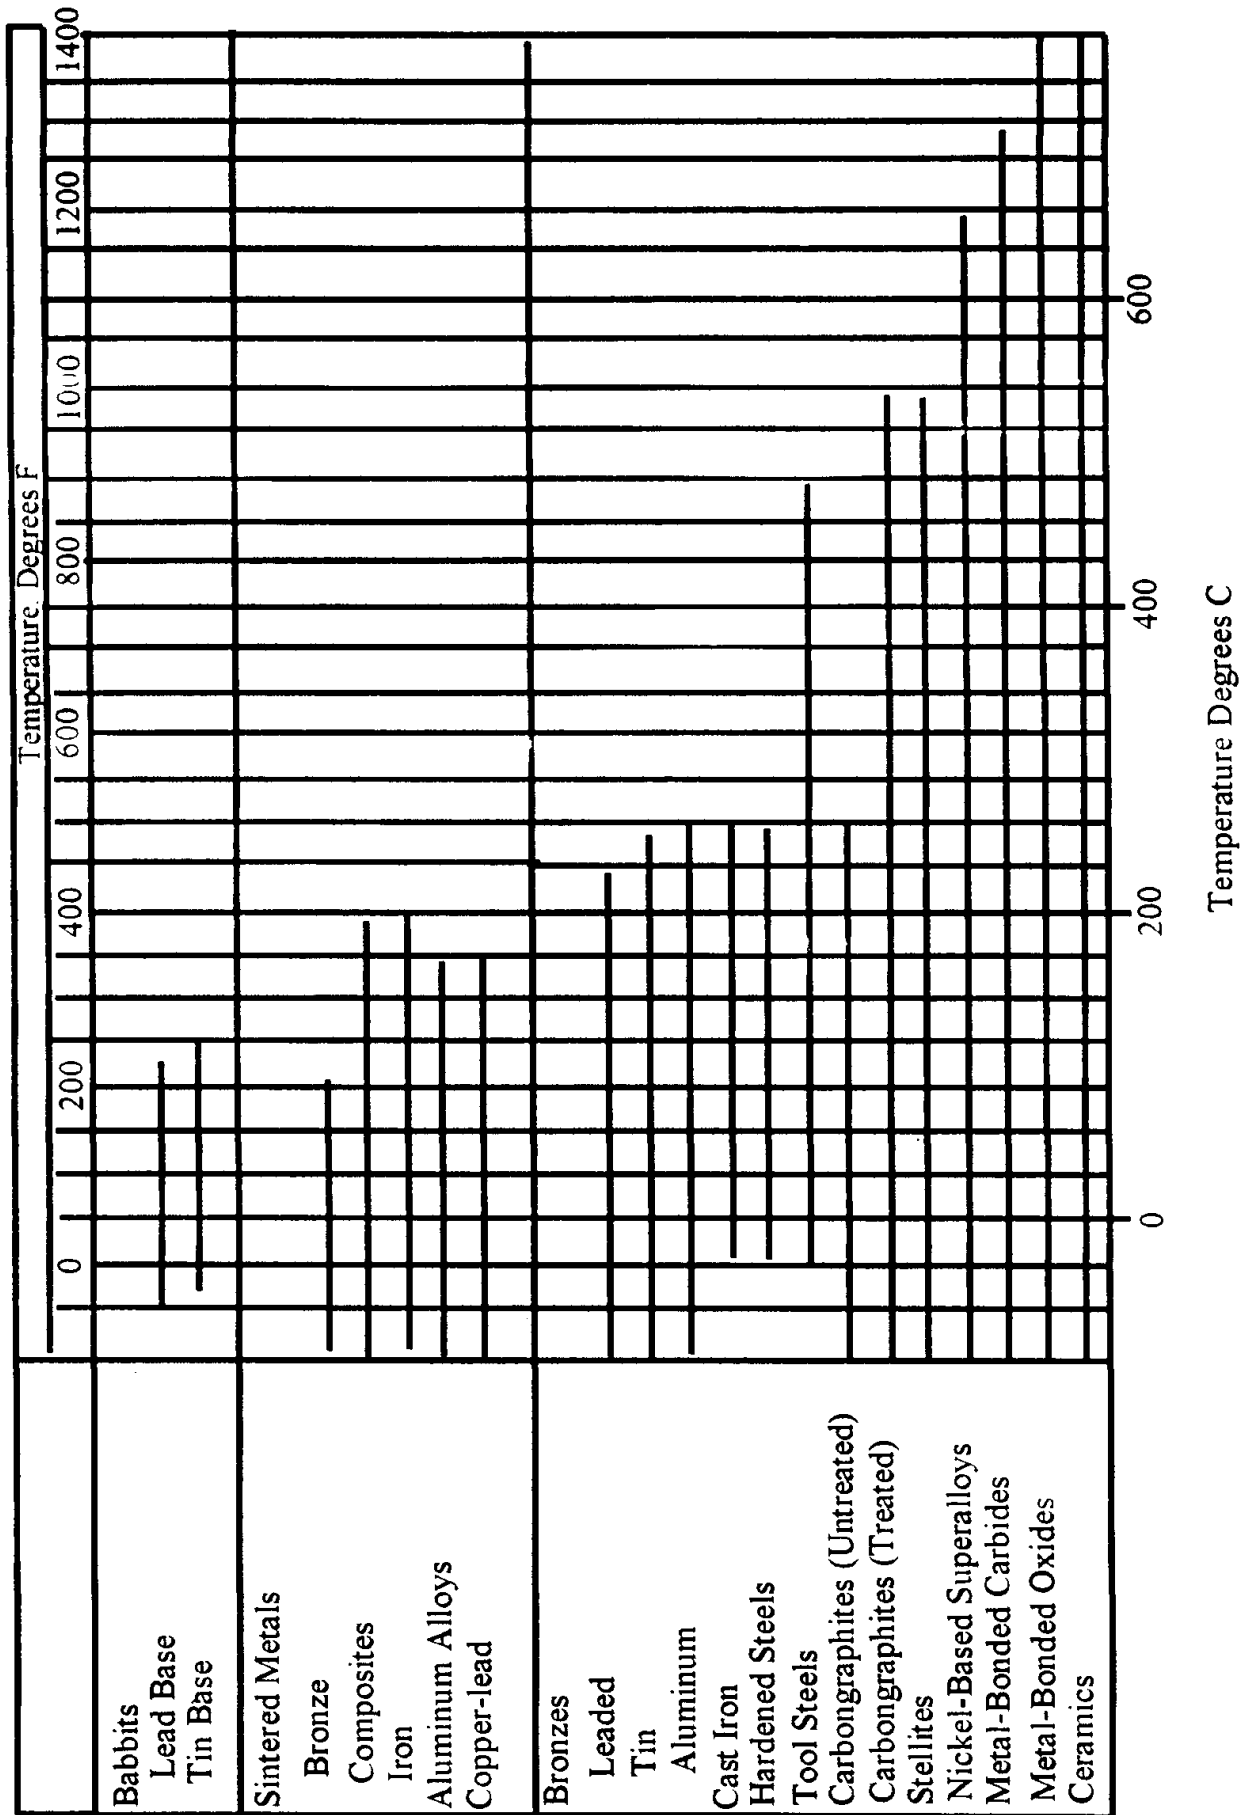 Temperature. Degrees F
0 200 400 600 800 1000 1200 1400
Babbits
Lead Base
Tin Base
Sintered Metals
Bronze
Composites
Iron
Aluminum Alloys
Copper-lead
Bronzes
Leaded
Tin
Aluminum
Cast Iron
Hardened Steels
Tool Steels
Carbongraphites (Untreated)
Carbongraphites (Treated)
Stellites
Nickel-Based Superalloys
Metal-Bonded Carbides
Metal-Bonded Oxides
Ceramics
0 200 400 600
Temperature Degrees C